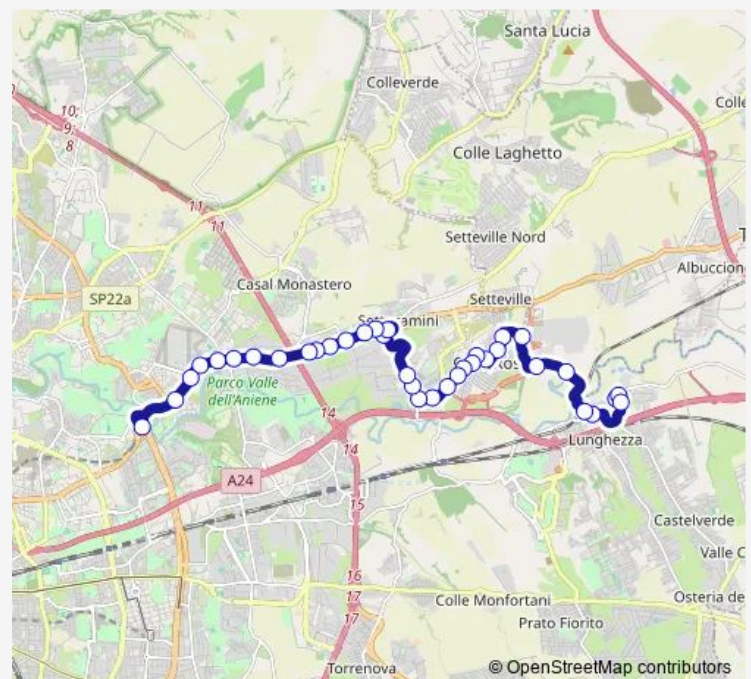 Santa Lucia
Colleverde
Colle
10;
9;
8
Colle Laghetto
11
11
Setteville Nord
Albuccion
Casal Monastero
SP22a
Setteville
Parco Valle
dell'Aniene
14
14
Lunghezza
A24
15
Castelverde
Valle C
16
17
17
Colle Monfortani
Osteria de
Prato Fiorito
Torrenova
© OpenStreetMap contributors